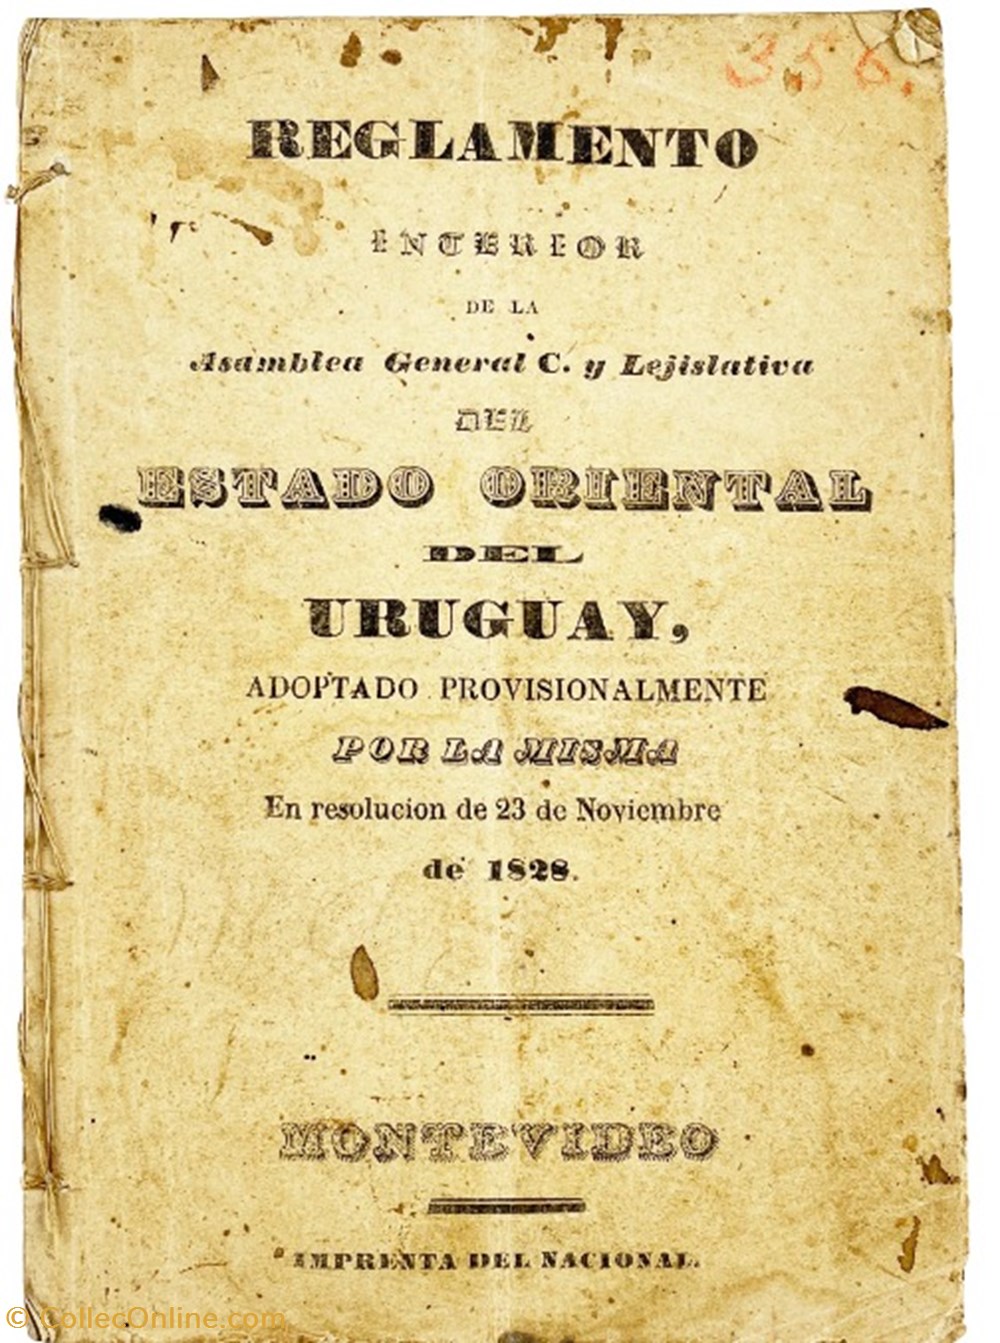 356.
REGLAMENTO
INTERIOR
DE LA
Asamblea General C. y Lejislativa
DEL
ESTADO ORIENTAL
DEL
URUGUAY,
ADOPTADO PROVISIONALMENTE
POR LA MISMA
En resolucion de 23 de Noviembre
de 1828.
MONTEVIDEO
IMPRENTA DEL NACIONAL.
© CollecOnline.com